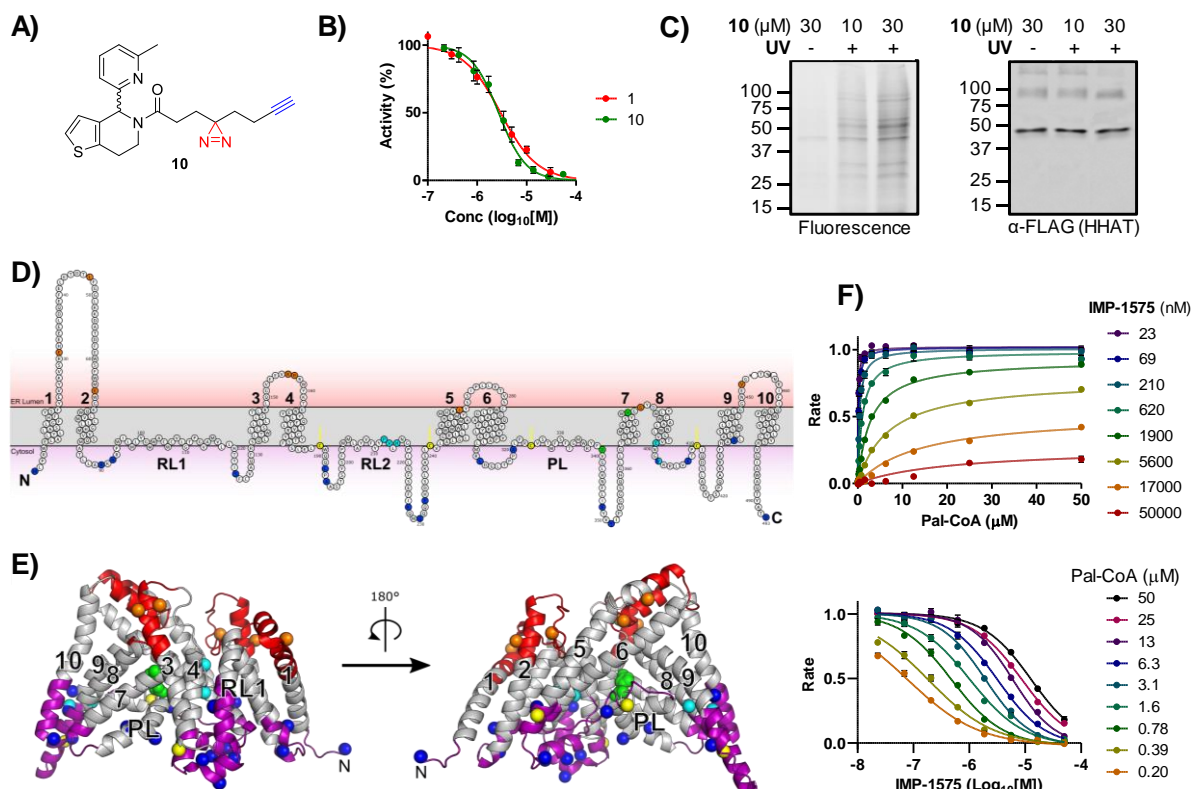 A)
N
O
N
S
N=N
10
B)
100
50
0
Activity (%)
-7 -6 -5 -4
Conc (log10[M])
1
10
C)
10 (µM) 30 10 30
UV - + +
100
75
50
37
25
15
Fluorescence
10 (µM) 30 10 30
UV - + +
100
75
50
37
25
15
α-FLAG (HHAT)
D)
ER Lumen
1 2 3 4 5 6 7 8 9 10
Cytosol
N RL1 RL2 PL C
E)
10 9 8 7 3 4 RL1 1
PL
N
180°
1 2 5 6 10 8 9
PL
N
F)
IMP-1575 (nM)
23
69
210
620
1900
5600
17000
50000
1.0
0.5
0.0
Rate
0 10 20 30 40 50
Pal-CoA (µM)
Pal-CoA (µM)
50
25
13
6.3
3.1
1.6
0.78
0.39
0.20
1.0
0.5
0.0
Rate
-8 -7 -6 -5 -4
IMP-1575 (Log10[M])